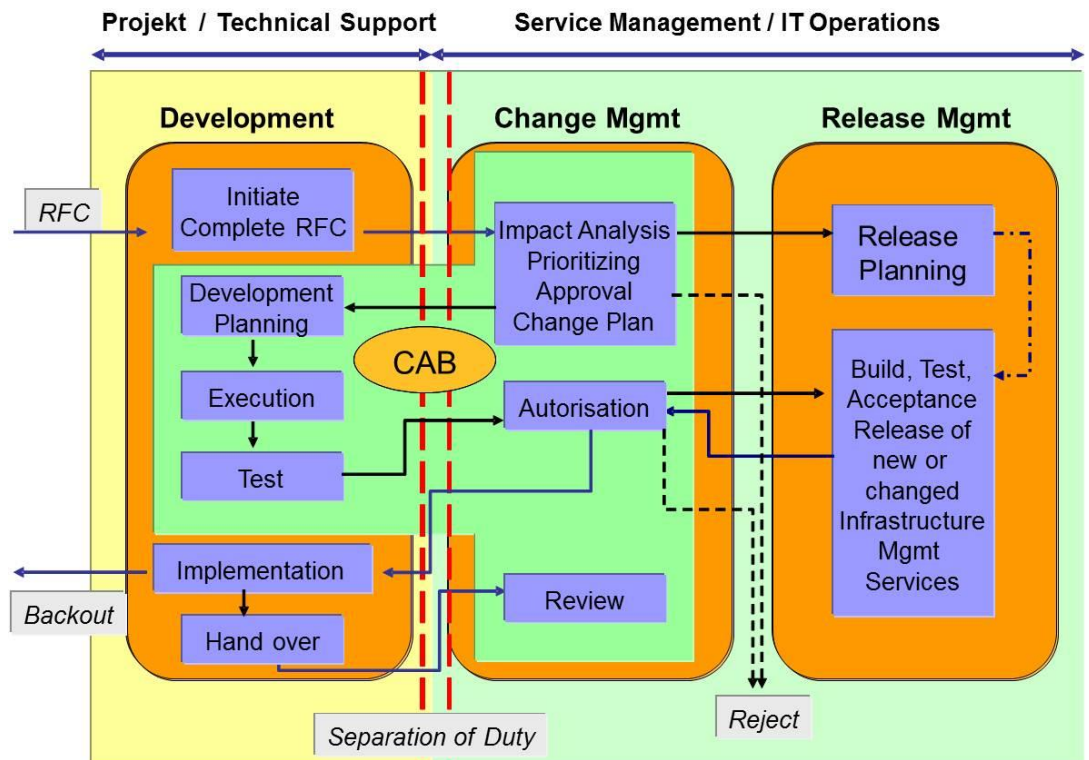 Projekt / Technical Support
Service Management / IT Operations
Development
Change Mgmt
Release Mgmt
RFC
Initiate
Complete RFC
Impact Analysis
Prioritizing
Approval
Change Plan
Release
Planning
Development
Planning
CAB
Execution
Autorisation
Test
Build, Test,
Acceptance
Release of
new or
changed
Infrastructure
Mgmt
Services
Implementation
Review
Backout
Hand over
Reject
Separation of Duty